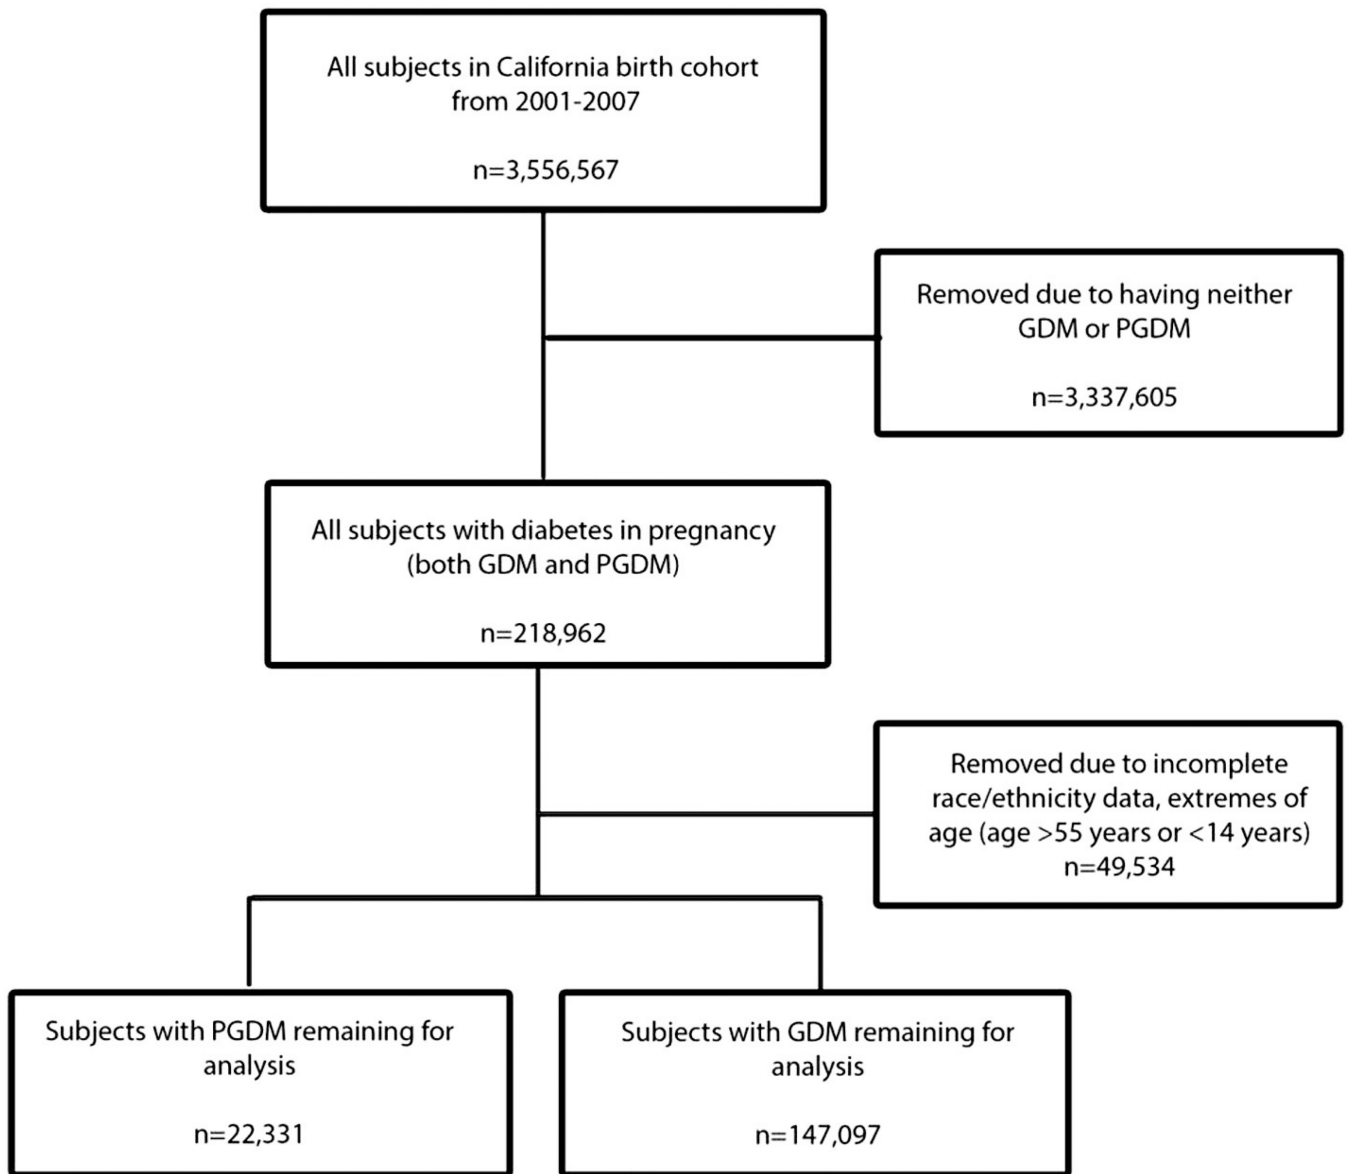 All subjects in California birth cohort
from 2001-2007
n=3,556,567
Removed due to having neither
GDM or PGDM
n=3,337,605
All subjects with diabetes in pregnancy
(both GDM and PGDM)
n=218,962
Removed due to incomplete
race/ethnicity data, extremes of
age (age >55 years or <14 years)
n=49,534
Subjects with PGDM remaining for
analysis
n=22,331
Subjects with GDM remaining for
analysis
n=147,097